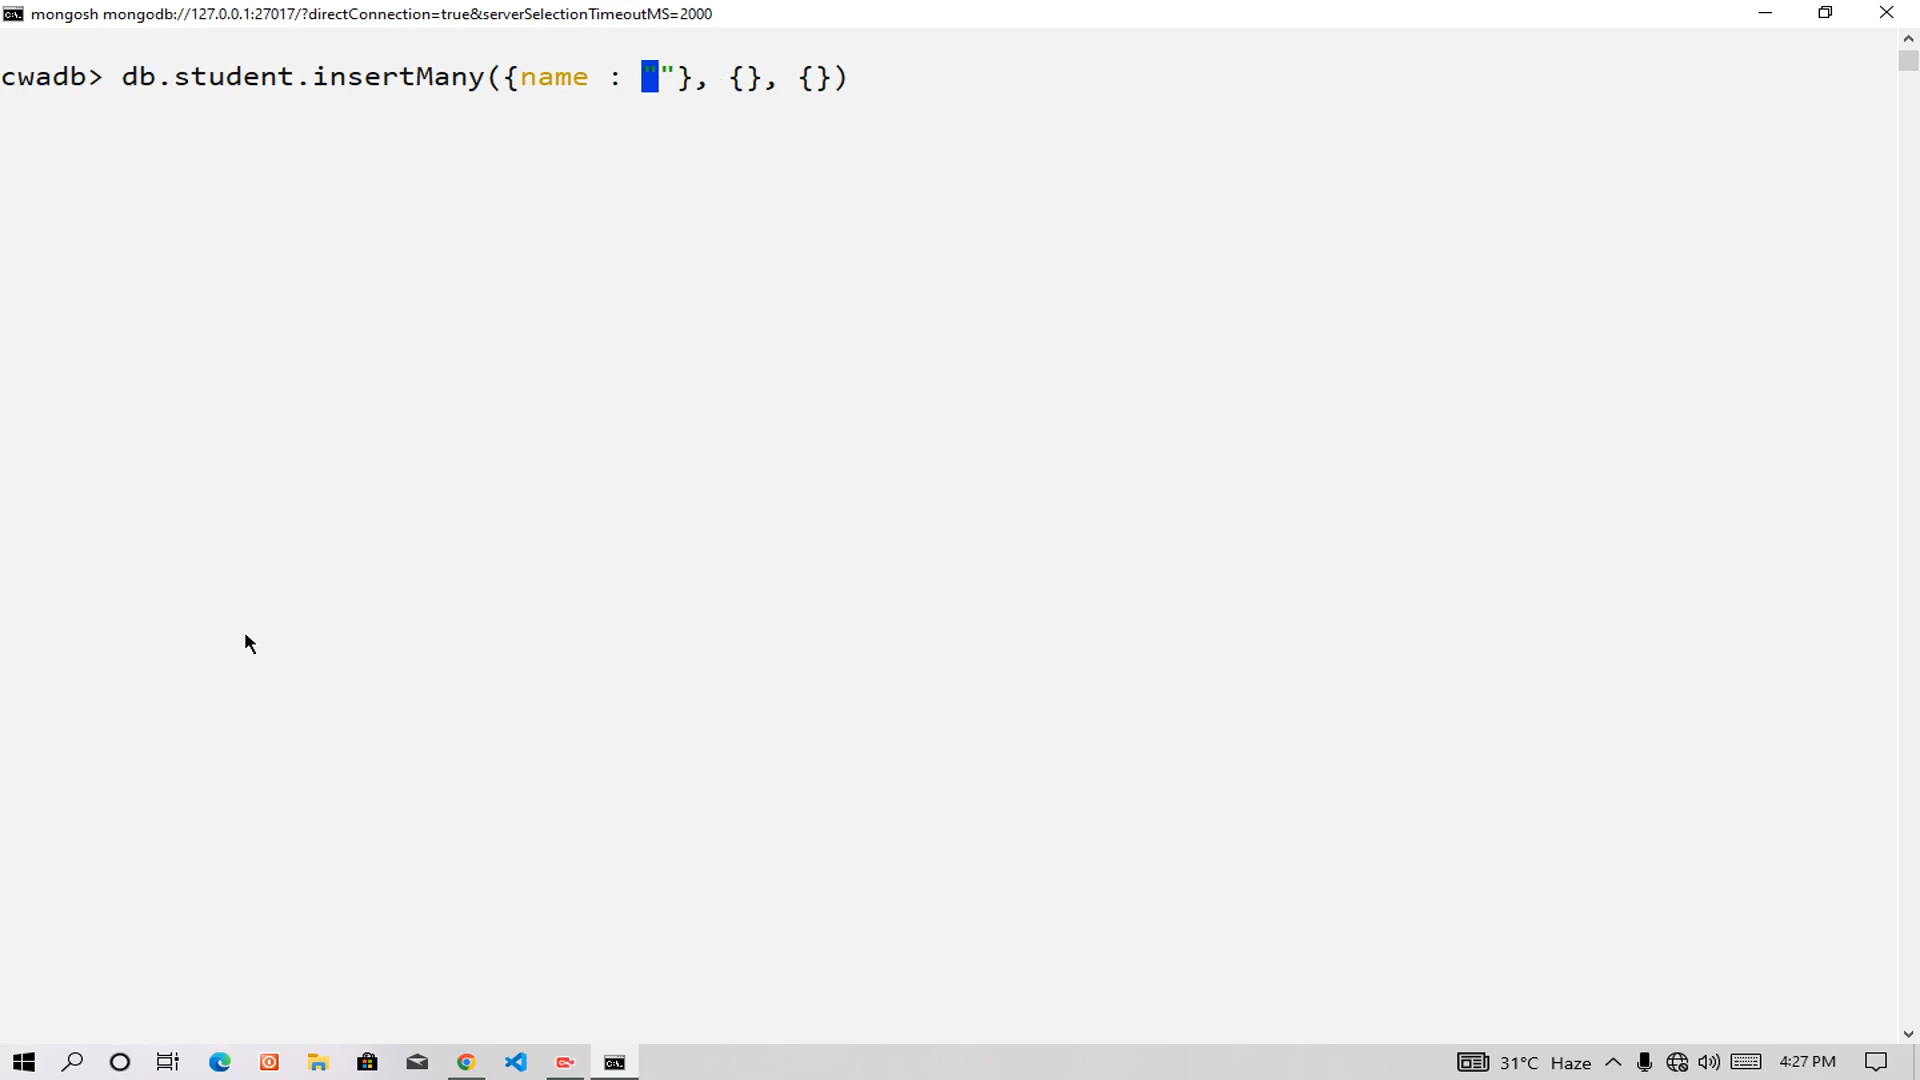 mongosh mongodb://127.0.0.1:27017/?directConnection=true&serverSelectionTimeoutMS=2000
cwadb> db.student.insertMany({name : ""}, {}, {})
31°C Haze 4:27 PM